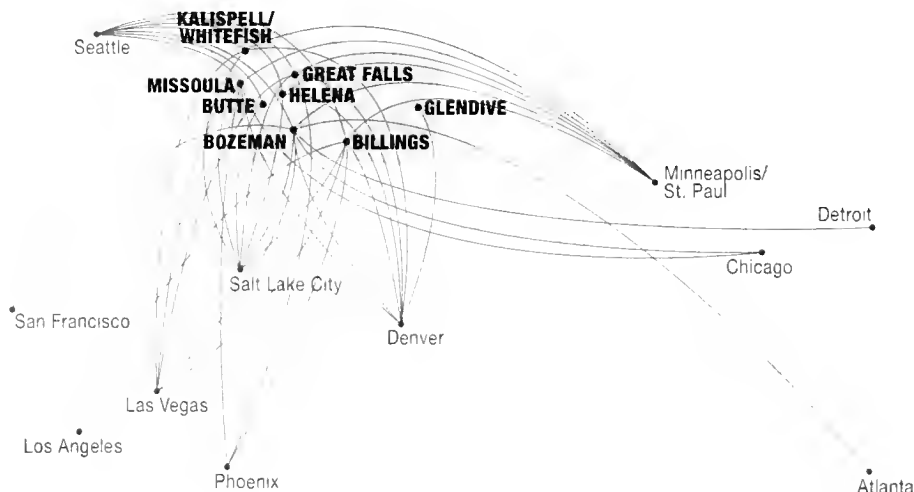 KALISPELL/
WHITEFISH
Seattle
GREAT FALLS
MISSOULA
HELENA
BUTTE
GLENDIVE
BOZEMAN
BILLINGS
Minneapolis/
St. Paul
Detroit
Chicago
Salt Lake City
San Francisco
Denver
Las Vegas
Los Angeles
Phoenix
Atlanta